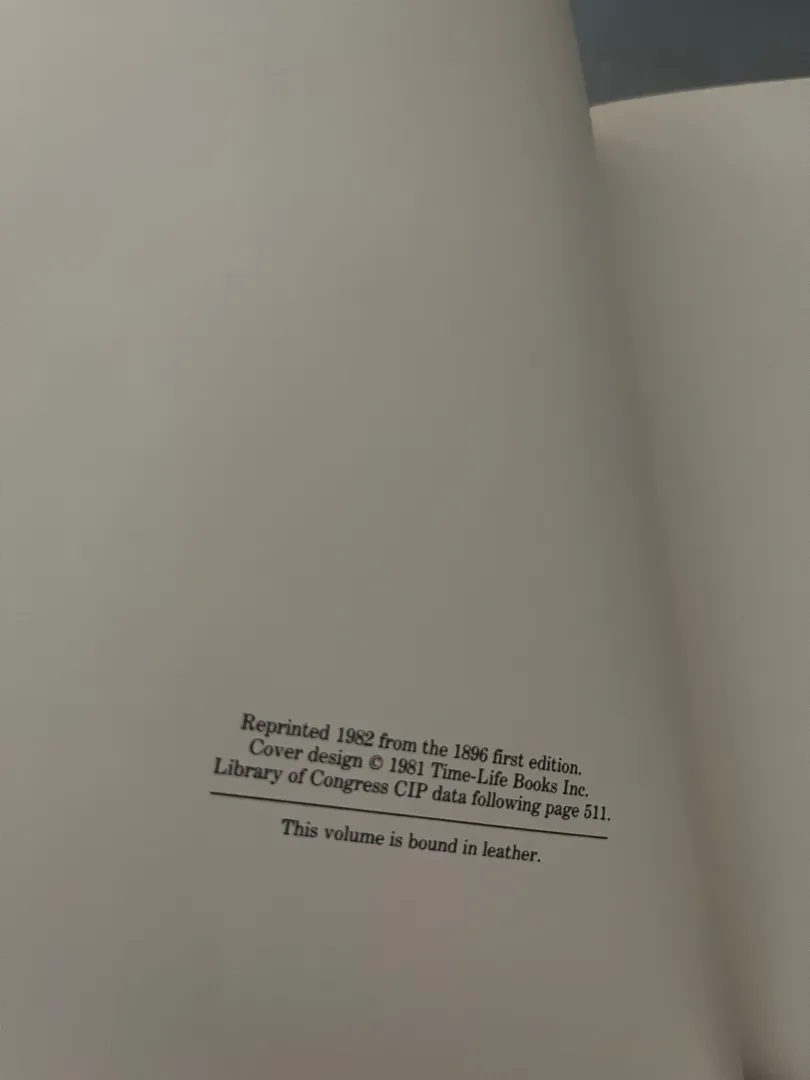 Reprinted 1982 from the 1896 first edition.
Cover design © 1981 Time-Life Books Inc.
Library of Congress CIP data following page 511.
This volume is bound in leather.